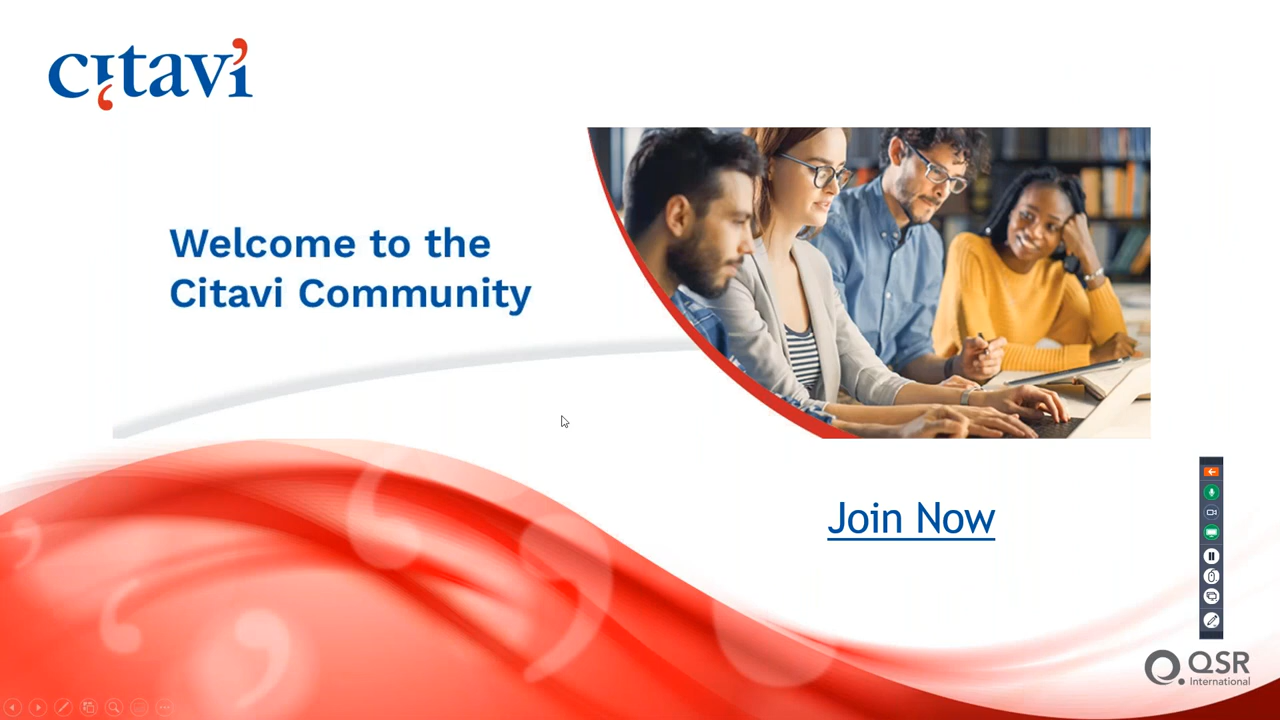 citavi
Welcome to the
Citavi Community
Join Now
QSR
International